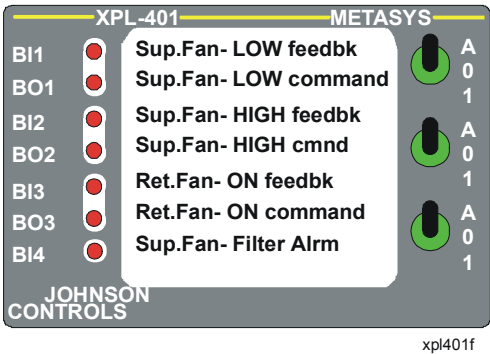 XPL-401 METASYS
BI1 Sup.Fan- LOW feedbk
BO1 Sup.Fan- LOW command
A
0
1
BI2 Sup.Fan- HIGH feedbk
BO2 Sup.Fan- HIGH cmnd
A
0
1
BI3 Ret.Fan- ON feedbk
BO3 Ret.Fan- ON command
BI4 Sup.Fan- Filter Alrm
A
0
1
JOHNSON
CONTROLS
xpl401f